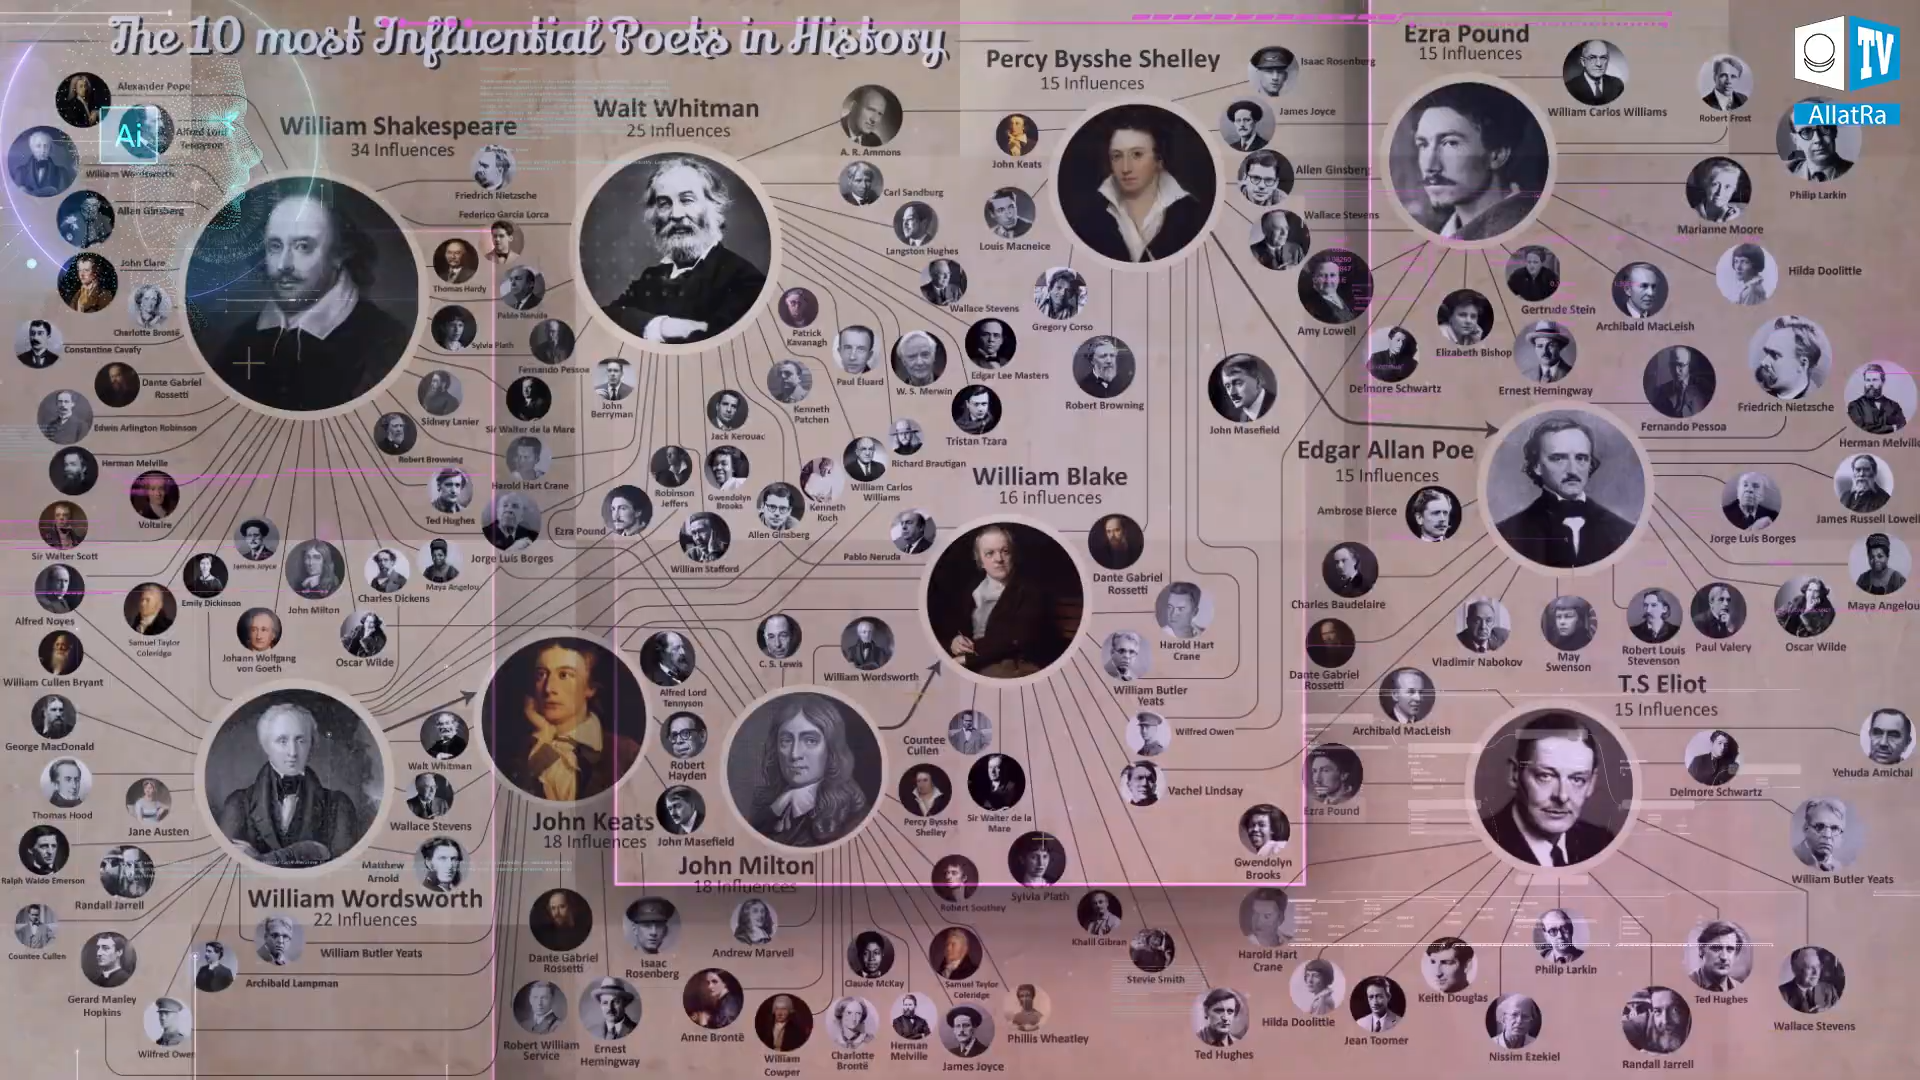 The 10 most Influential Poets in History
Ai
TV
AllatRa
William Shakespeare
34 Influences
Alexander Pope
Alfred Lord
Tennyson
William Wordsworth
Allen Ginsberg
John Clare
Charlotte Brontë
Constantine Cavafy
Dante Gabriel
Rossetti
Edwin Arlington Robinson
Herman Melville
Voltaire
Sir Walter Scott
Alfred Noyes
William Cullen Bryant
Samuel Taylor
Coleridge
Emily Dickinson
James Joyce
Johann Wolfgang
von Goeth
John Milton
Oscar Wilde
Charles Dickens
Maya Angelou
Friedrich Nietzsche
Federico Garcia Lorca
Thomas Hardy
Pablo Neruda
Sylvia Plath
Fernando Pessoa
Sidney Lanier
Sir Walter de la Mare
Robert Browning
Harold Hart Crane
Ted Hughes
Jorge Luis Borges
Walt Whitman
25 Influences
A. R. Ammons
Carl Sandburg
Langston Hughes
Wallace Stevens
Patrick
Kavanagh
Paul Éluard
W. S. Merwin
Edgar Lee Masters
Tristan Tzara
John
Berryman
Jack Kerouac
Kenneth
Patchen
Richard Brautigan
Robinson
Jeffers
Gwendolyn
Brooks
Kenneth
Koch
William Carlos
Williams
Ezra Pound
William Stafford
Allen Ginsberg
Pablo Neruda
Percy Bysshe Shelley
15 Influences
Isaac Rosenberg
James Joyce
Allen Ginsberg
Wallace Stevens
John Keats
Louis Macneice
Gregory Corso
Robert Browning
Amy Lowell
John Masefield
Ezra Pound
15 Influences
William Carlos Williams
Robert Frost
Philip Larkin
Marianne Moore
Hilda Doolittle
Gertrude Stein
Archibald MacLeish
Elizabeth Bishop
Delmore Schwartz
Ernest Hemingway
Edgar Allan Poe
15 Influences
Fernando Pessoa
Friedrich Nietzsche
Herman Melville
James Russell Lowell
Jorge Luis Borges
Ambrose Bierce
Charles Baudelaire
Dante Gabriel
Rossetti
Maya Angelou
Vladimir Nabokov
May
Swenson
Robert Louis
Stevenson
Paul Valery
Oscar Wilde
William Blake
16 influences
Dante Gabriel
Rossetti
Harold Hart
Crane
William Butler
Yeats
Wilfred Owen
Vachel Lindsay
Gwendolyn
Brooks
Countee
Cullen
Percy Bysshe
Shelley
Sir Walter de la
Mare
Robert Southey
Sylvia Plath
Khalil Gibran
Stevie Smith
Ted Hughes
T.S Eliot
15 Influences
Archibald MacLeish
Ezra Pound
Delmore Schwartz
Yehuda Amichai
William Butler Yeats
Harold Hart
Crane
Hilda Doolittle
Jean Toomer
Keith Douglas
Nissim Ezekiel
Philip Larkin
Randall Jarrell
Ted Hughes
Wallace Stevens
William Wordsworth
22 Influences
George MacDonald
Thomas Hood
Jane Austen
Ralph Waldo Emerson
Randall Jarrell
Countee Cullen
Gerard Manley
Hopkins
Wilfred Owen
Archibald Lampman
William Butler Yeats
Matthew
Arnold
Wallace Stevens
Walt Whitman
John Keats
18 Influences
Alfred Lord
Tennyson
Robert
Hayden
John Masefield
Dante Gabriel
Rossetti
Isaac
Rosenberg
Robert William
Service
Ernest
Hemingway
John Milton
18 Influences
C. S. Lewis
William Wordsworth
Andrew Marvell
Anne Brontë
William
Cowper
Charlotte
Brontë
Claude McKay
Herman
Melville
Samuel Taylor
Coleridge
James Joyce
Phillis Wheatley